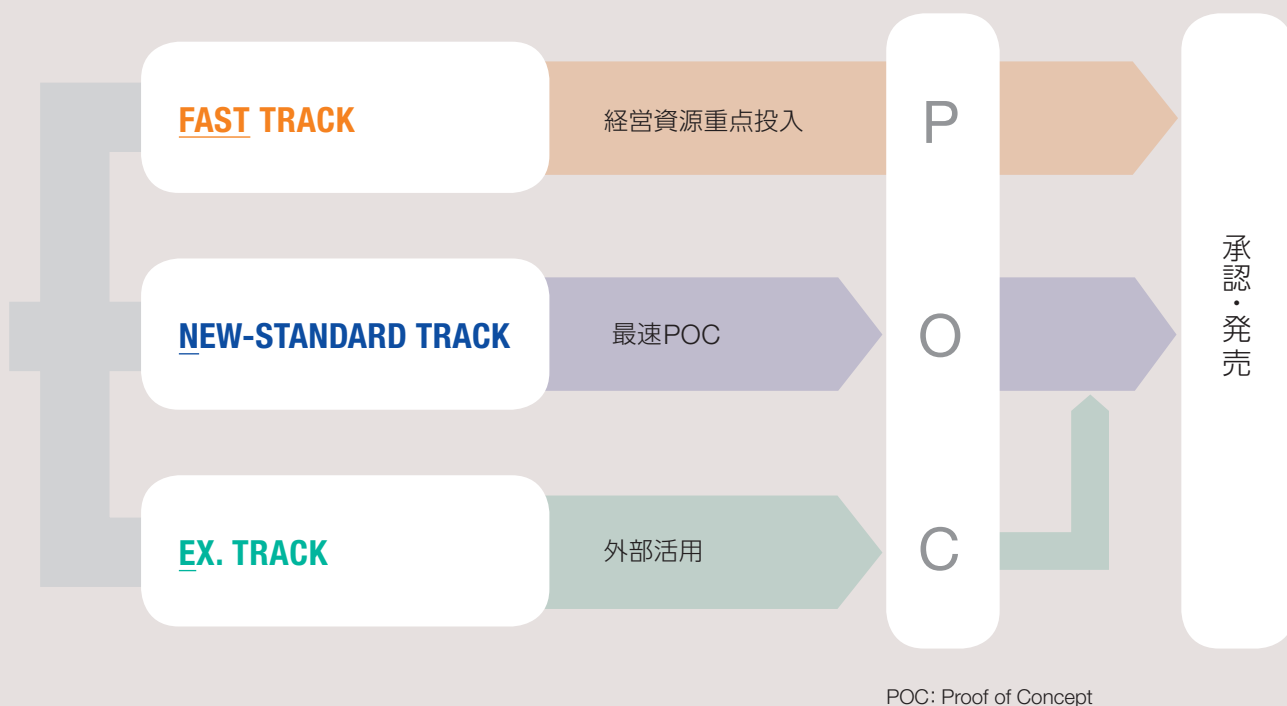 FAST TRACK
経営資源重点投入
NEW-STANDARD TRACK
最速POC
EX. TRACK
外部活用
P
O
C
承認・発売
POC: Proof of Concept